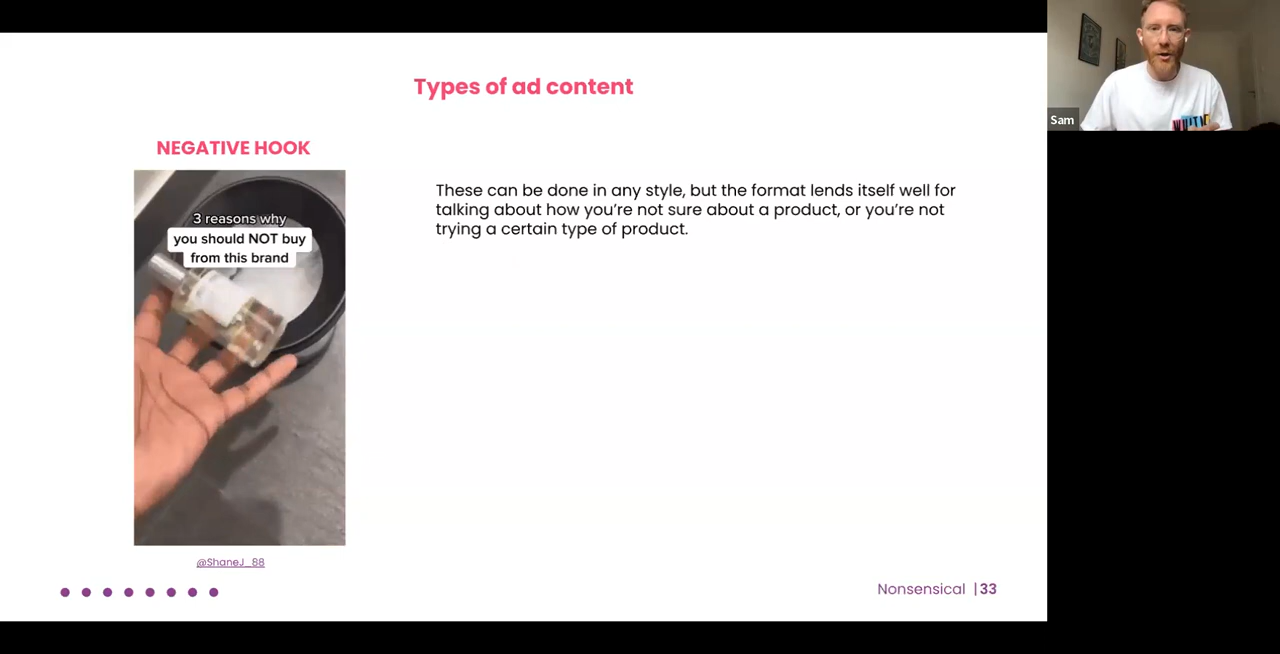 Types of ad content
Sam
NEGATIVE HOOK
3 reasons why
you should NOT buy
from this brand
These can be done in any style, but the format lends itself well for
talking about how you’re not sure about a product, or you’re not
trying a certain type of product.
@ShaneJ_88
Nonsensical | 33